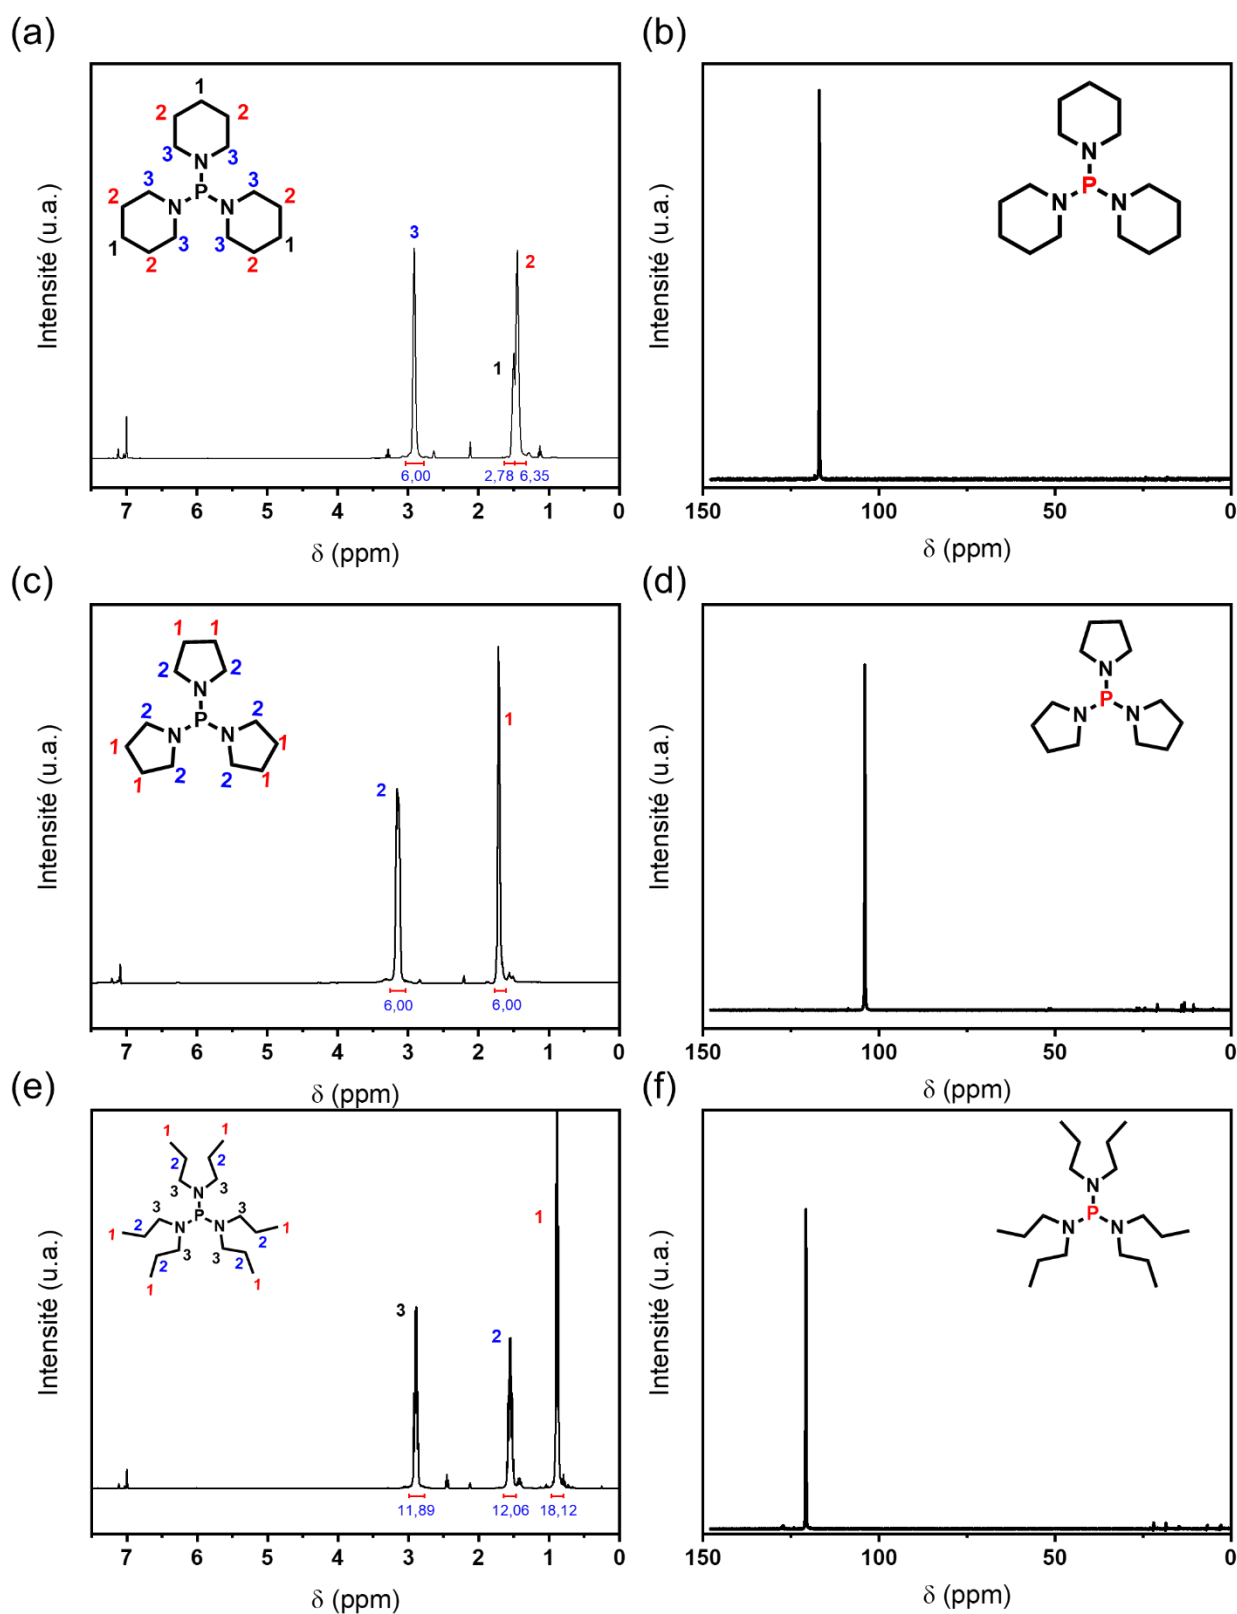 (a)
(b)
1
2 2
3 N 3
3 P 3
2 N N 2
1 3 3 1
2 2
3
2
1
6,00 2,78 6,35
7 6 5 4 3 2 1 0
δ (ppm)
Intensité (u.a.)
N
P
N N
150 100 50 0
δ (ppm)
Intensité (u.a.)
(c)
(d)
1 1
2 2
N
2 P 2
1 N N 1
1 2 2 1
2
1
6,00 6,00
7 6 5 4 3 2 1 0
δ (ppm)
Intensité (u.a.)
N
P
N N
150 100 50 0
δ (ppm)
Intensité (u.a.)
(e)
(f)
1 1
2 2
3 N 3
3 P 3
1 2 N N 2 1
2 3 3 2
1 1
3
2
1
11,89 12,06 18,12
7 6 5 4 3 2 1 0
δ (ppm)
Intensité (u.a.)
N
P
N N
150 100 50 0
δ (ppm)
Intensité (u.a.)